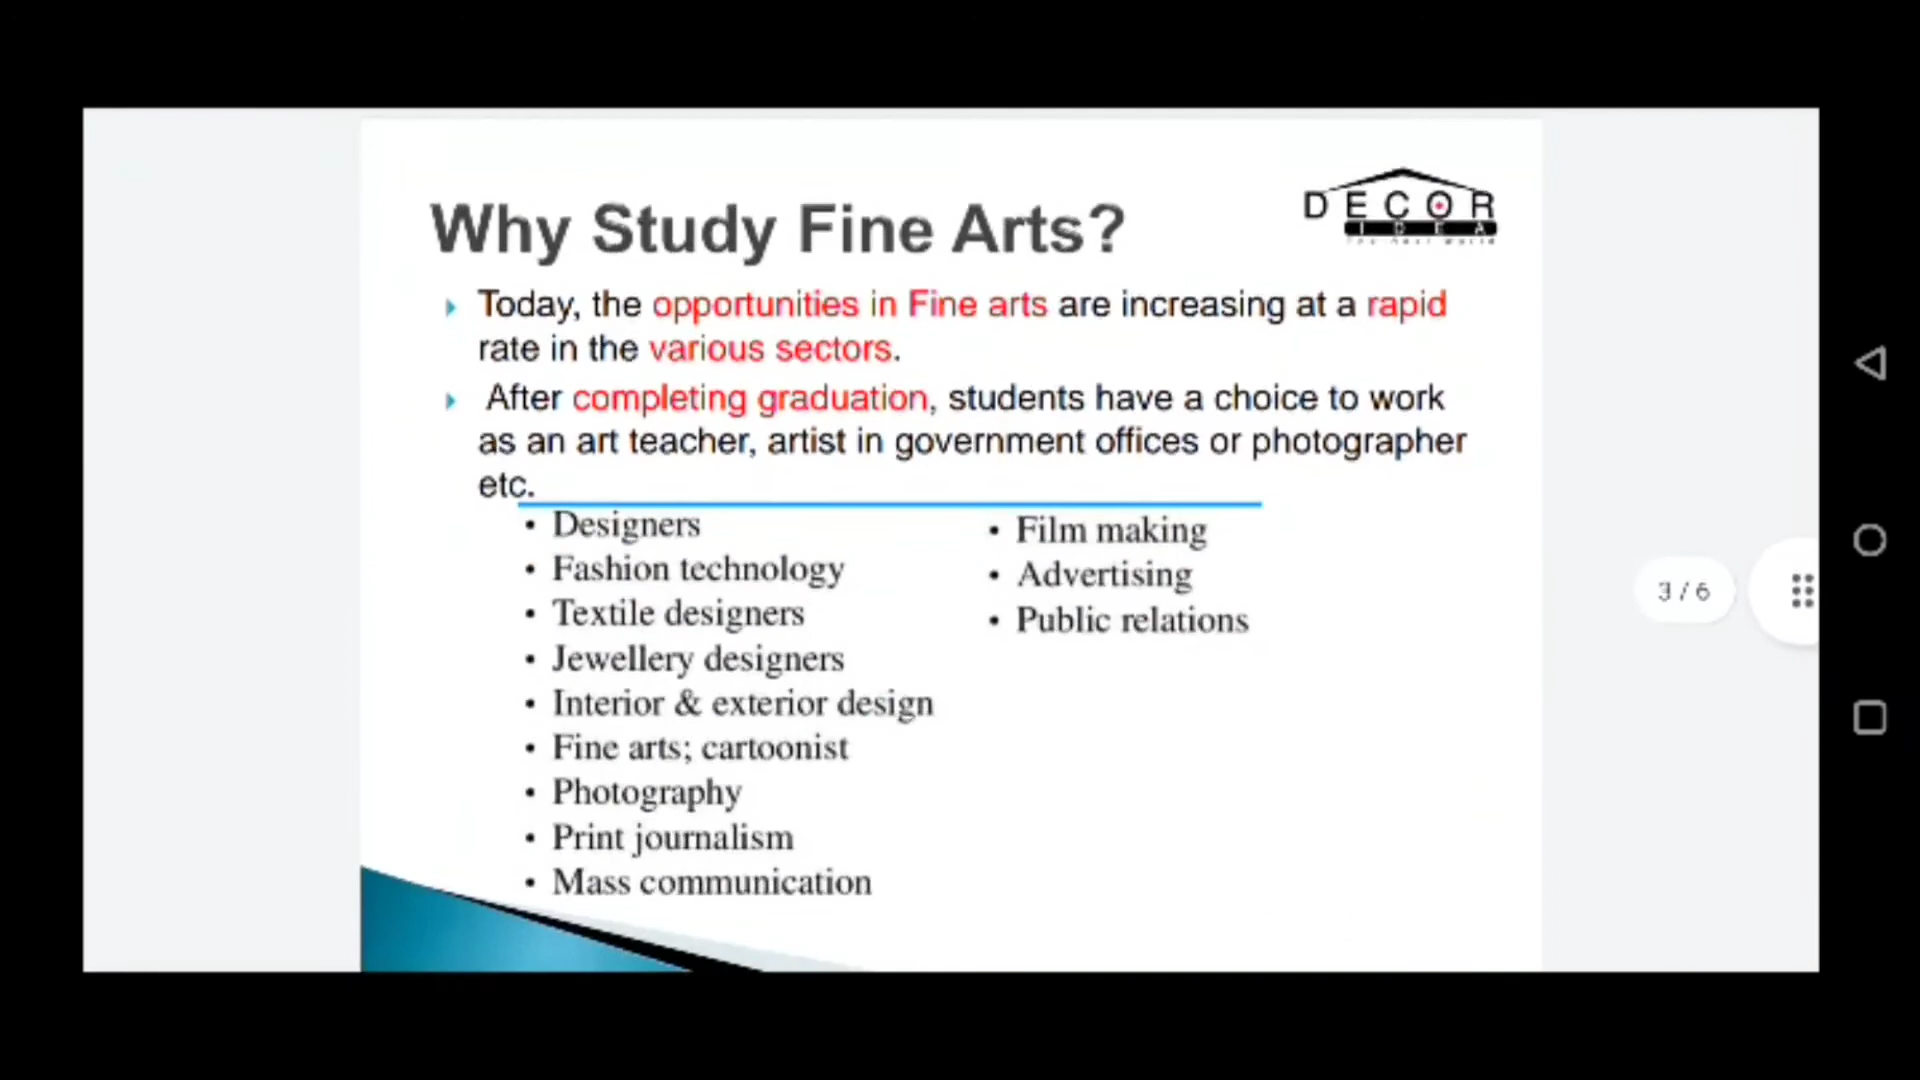 Why Study Fine Arts?
DECOR
IDEA
Today, the opportunities in Fine arts are increasing at a rapid
rate in the various sectors.
After completing graduation, students have a choice to work
as an art teacher, artist in government offices or photographer
etc.
• Designers
• Fashion technology
• Textile designers
• Jewellery designers
• Interior & exterior design
• Fine arts; cartoonist
• Photography
• Print journalism
• Mass communication
• Film making
• Advertising
• Public relations
3 / 6